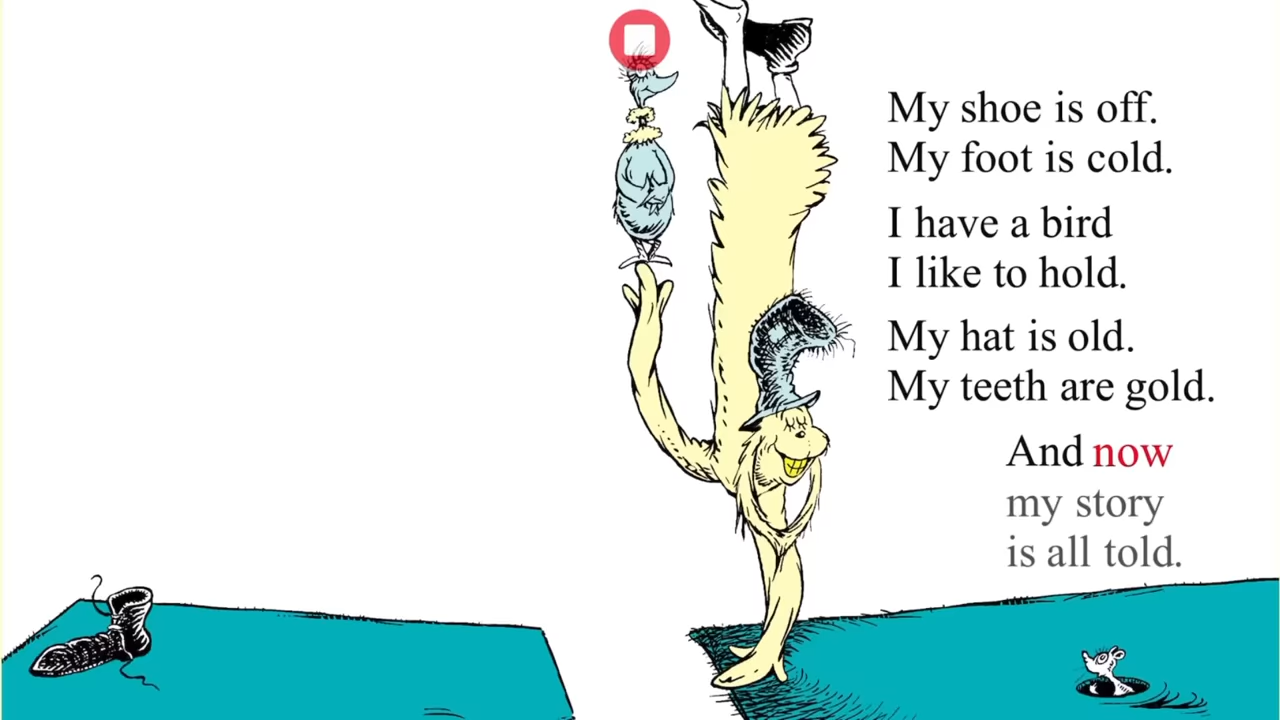 My shoe is off.
My foot is cold.
I have a bird
I like to hold.
My hat is old.
My teeth are gold.
And now
my story
is all told.